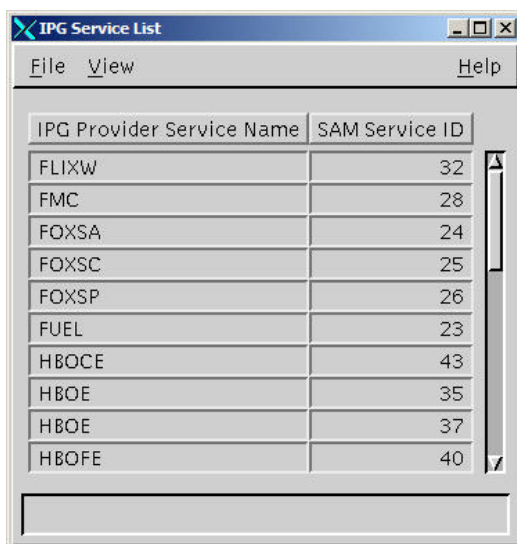 IPG Service List
File View Help
IPG Provider Service Name SAM Service ID
FLIXW 32
FMC 28
FOXSA 24
FOXSC 25
FOXSP 26
FUEL 23
HBOCE 43
HBOE 35
HBOE 37
HBOFE 40